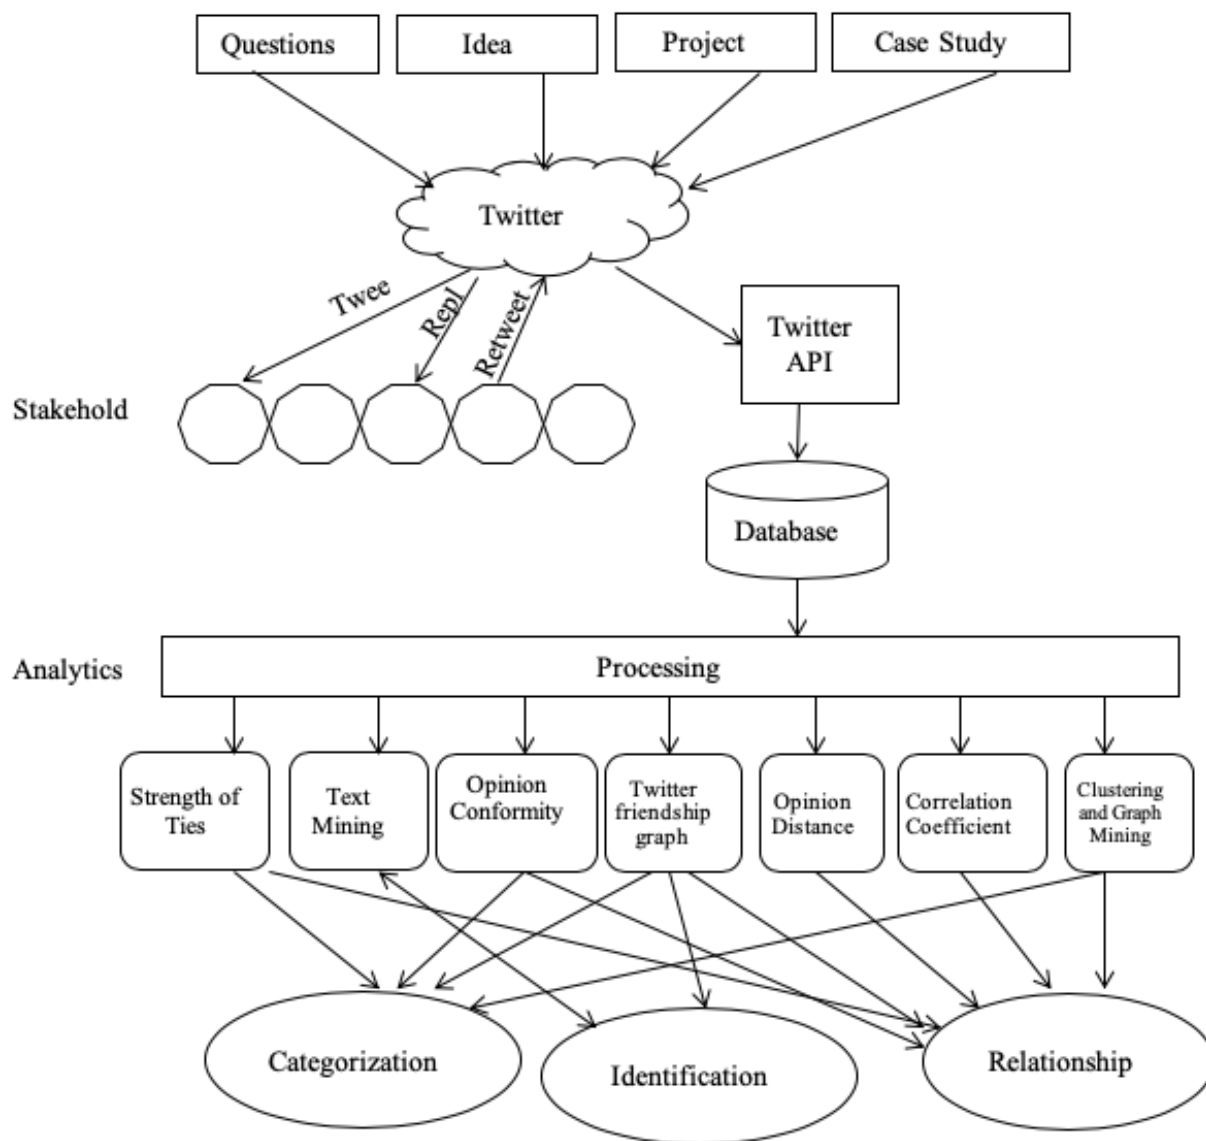 Questions
Idea
Project
Case Study
Twitter
Twee
Repl
Retweet
Twitter
API
Stakehold
Database
Analytics
Processing
Strength of
Ties
Text
Mining
Opinion
Conformity
Twitter
friendship
graph
Opinion
Distance
Correlation
Coefficient
Clustering
and Graph
Mining
Categorization
Identification
Relationship